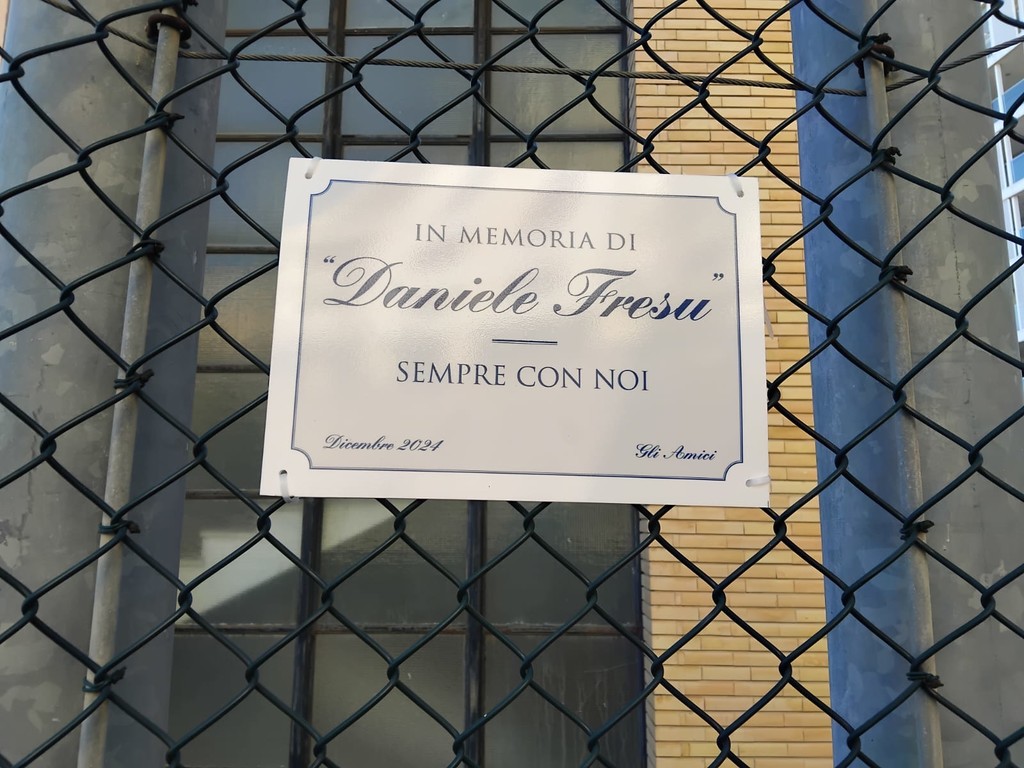 IN MEMORIA DI
"Daniele Fresu"
SEMPRE CON NOI
Dicembre 2024
Gli Amici